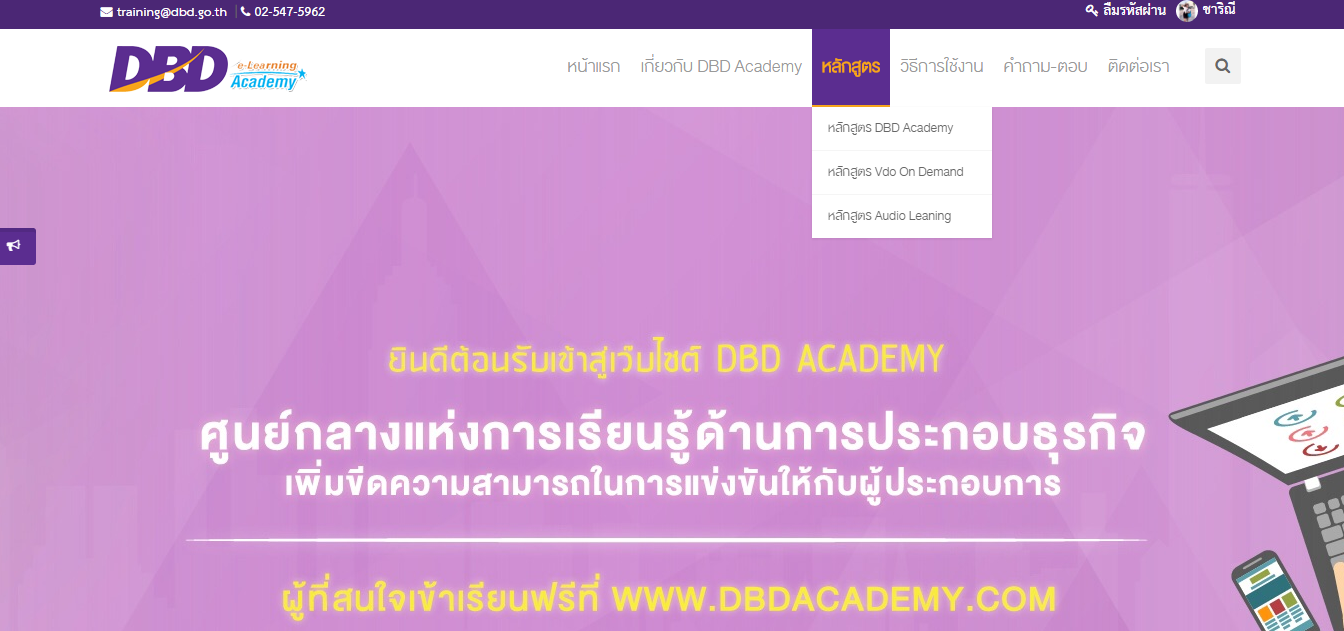 training@dbd.go.th | 02-547-5962
ลืมรหัสผ่าน ชาริณี
DBD e-Learning Academy
หน้าแรก เกี่ยวกับ DBD Academy หลักสูตร วิธีการใช้งาน คำถาม-ตอบ ติดต่อเรา
หลักสูตร DBD Academy
หลักสูตร Vdo On Demand
หลักสูตร Audio Leaning
ยินดีต้อนรับเข้าสู่เว็บไซต์ DBD ACADEMY
ศูนย์กลางแห่งการเรียนรู้ด้านการประกอบธุรกิจ
เพิ่มขีดความสามารถในการแข่งขันให้กับผู้ประกอบการ
ผู้ที่สนใจเข้าเรียนฟรีที่ WWW.DBDACADEMY.COM